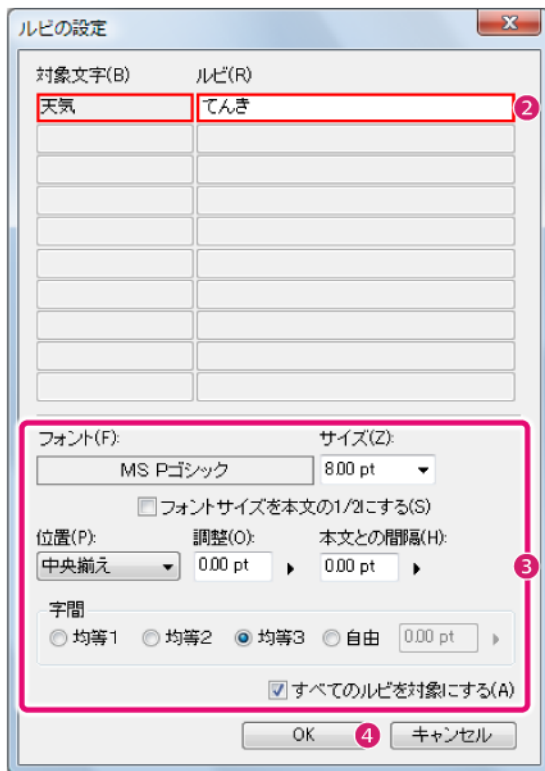 ルビの設定
対象文字(B) ルビ(R)
天気 てんき 2
フォント(F): サイズ(Z):
MS Pゴシック 8.00 pt
フォントサイズを本文の1/2にする(S)
位置(P): 調整(O): 本文との間隔(H):
中央揃え 0.00 pt 0.00 pt
3
字間
均等1 均等2 均等3 自由 0.00 pt
すべてのルビを対象にする(A)
OK 4 キャンセル